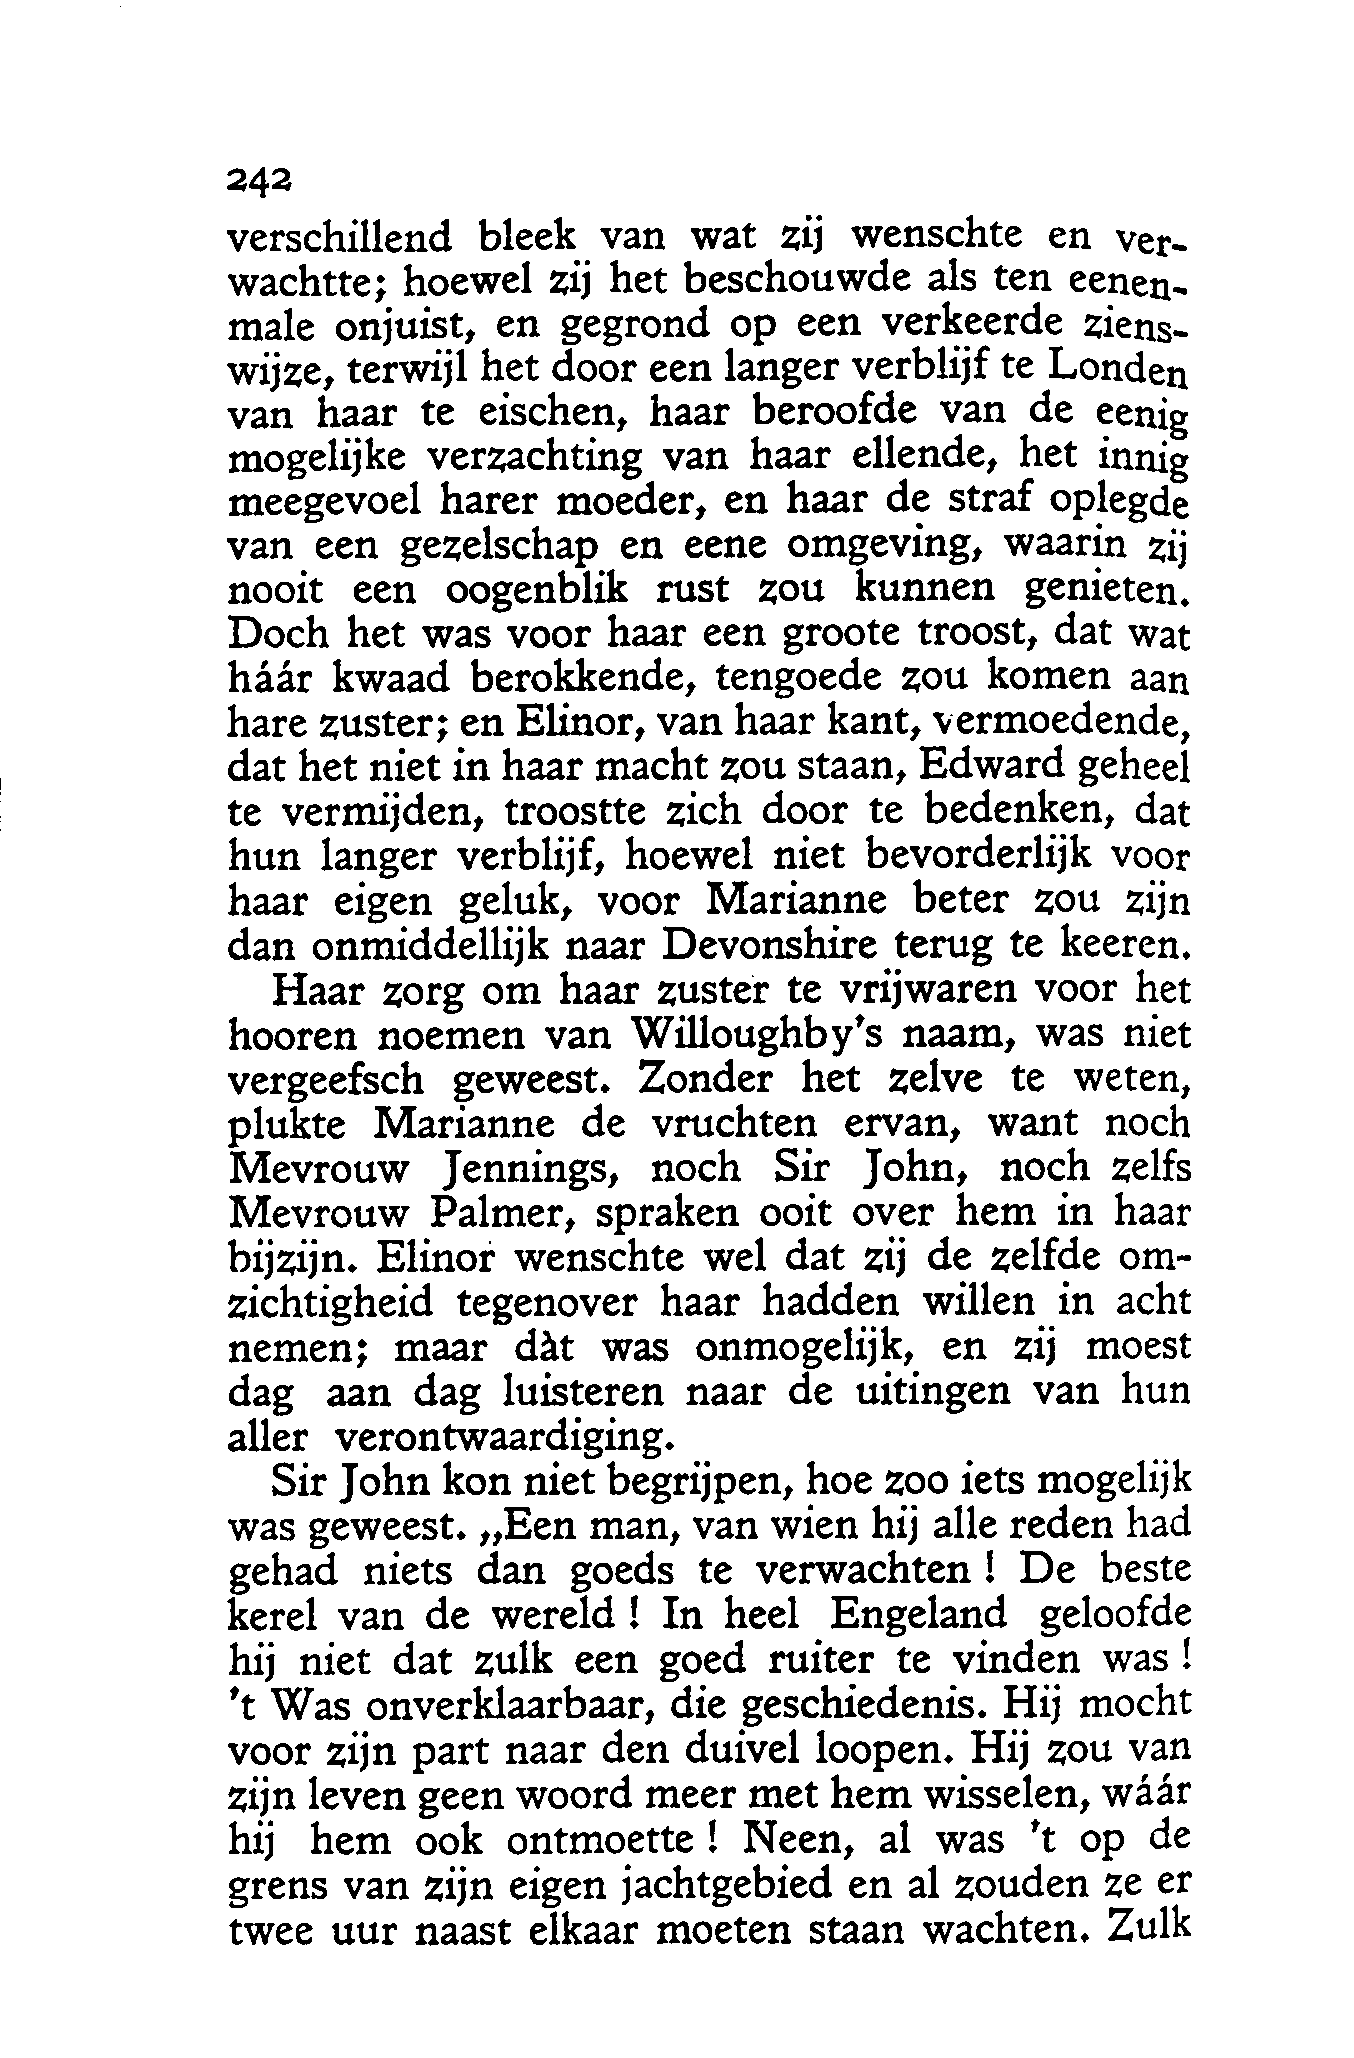 242
verschillend bleek van wat zij wenschte en ver-
wachtte; hoewel zij het beschouwde als ten eenen-
male onjuist, en gegrond op een verkeerde ziens-
wijze, terwijl het door een langer verblijf te Londen
van haar te eischen, haar beroofde van de eenig
mogelijke verzachting van haar ellende, het innig
meegevoel harer moeder, en haar de straf oplegde
van een gezelschap en eene omgeving, waarin zij
nooit een oogenblik rust zou kunnen genieten.
Doch het was voor haar een groote troost, dat wat
háár kwaad berokkende, tengoede zou komen aan
hare zuster; en Elinor, van haar kant, vermoedende,
dat het niet in haar macht zou staan, Edward geheel
te vermijden, troostte zich door te bedenken, dat
hun langer verblijf, hoewel niet bevorderlijk voor
haar eigen geluk, voor Marianne beter zou zijn
dan onmiddellijk naar Devonshire terug te keeren.
Haar zorg om haar zuster te vrijwaren voor het
hooren noemen van Willoughby's naam, was niet
vergeefsch geweest. Zonder het zelve te weten,
plukte Marianne de vruchten ervan, want noch
Mevrouw Jennings, noch Sir John, noch zelfs
Mevrouw Palmer, spraken ooit over hem in haar
bijzijn. Elinor wenschte wel dat zij de zelfde om-
zichtigheid tegenover haar hadden willen in acht
nemen; maar dàt was onmogelijk, en zij moest
dag aan dag luisteren naar de uitingen van hun
aller verontwaardiging.
Sir John kon niet begrijpen, hoe zoo iets mogelijk
was geweest. „Een man, van wien hij alle reden had
gehad niets dan goeds te verwachten ! De beste
kerel van de wereld ! In heel Engeland geloofde
hij niet dat zulk een goed ruiter te vinden was !
't Was onverklaarbaar, die geschiedenis. Hij mocht
voor zijn part naar den duivel loopen. Hij zou van
zijn leven geen woord meer met hem wisselen, wáár
hij hem ook ontmoette ! Neen, al was 't op de
grens van zijn eigen jachtgebied en al zouden ze er
twee uur naast elkaar moeten staan wachten. Zulk